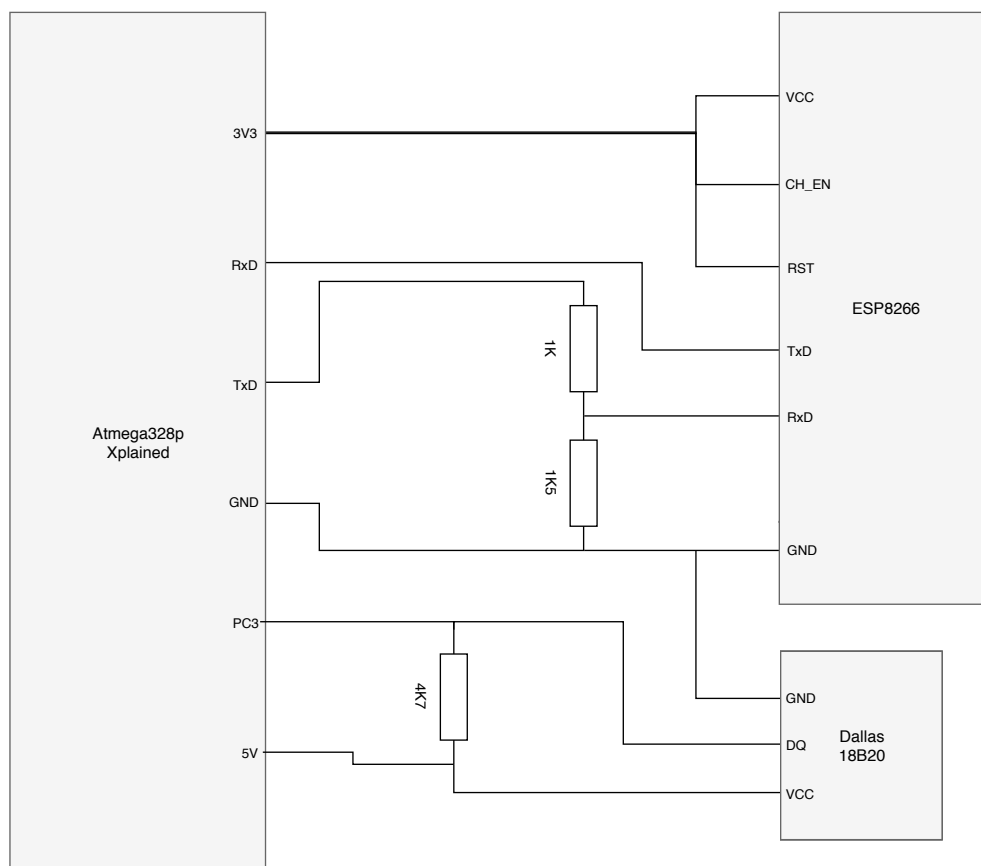 VCC
3V3
CH_EN
RxD
RST
ESP8266
1K
TxD
TxD
RxD
Atmega328p
Xplained
1K5
GND
GND
PC3
4K7
GND
Dallas
18B20
DQ
5V
VCC